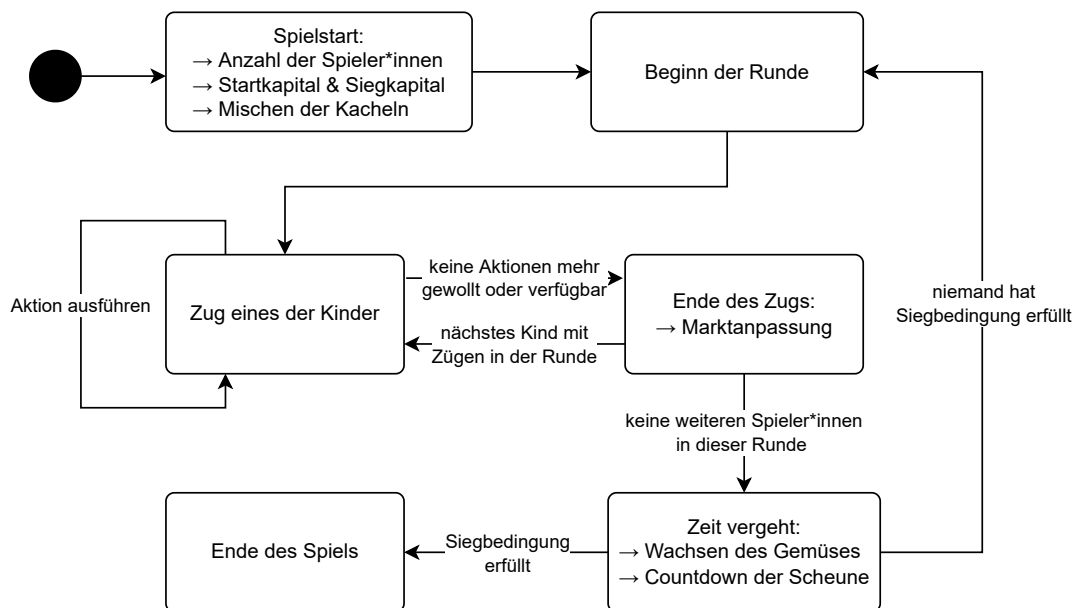 Spielstart:
→ Anzahl der Spieler*innen
→ Startkapital & Siegkapital
→ Mischen der Kacheln
Beginn der Runde
Aktion ausführen
Zug eines der Kinder
keine Aktionen mehr
gewollt oder verfügbar
nächstes Kind mit
Zügen in der Runde
Ende des Zugs:
→ Marktanpassung
niemand hat
Siegbedingung erfüllt
keine weiteren Spieler*innen
in dieser Runde
Ende des Spiels
Siegbedingung
erfüllt
Zeit vergeht:
→ Wachsen des Gemüses
→ Countdown der Scheune